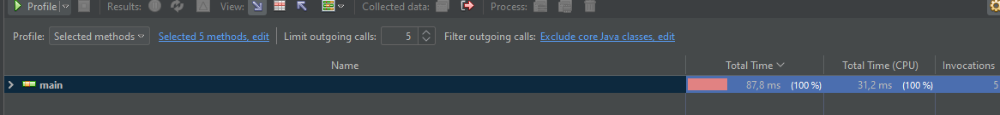 Profile Results: View: Collected data: Process:
Profile: Selected methods Selected 5 methods, edit Limit outgoing calls: 5 Filter outgoing calls: Exclude core Java classes, edit
Name Total Time Total Time (CPU) Invocations
main 87,8 ms (100 %) 31,2 ms (100 %) 5